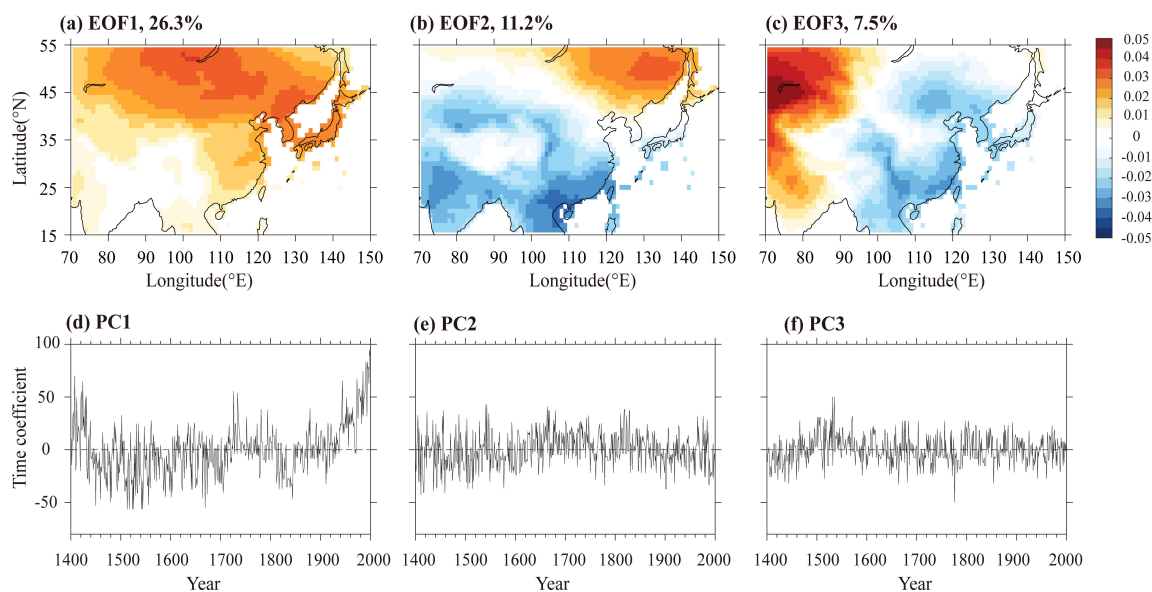 (a) EOF1, 26.3%
(b) EOF2, 11.2%
(c) EOF3, 7.5%
55
45
35
25
15
Latitude(°N)
70 80 90 100 110 120 130 140 150
Longitude(°E)
70 80 90 100 110 120 130 140 150
Longitude(°E)
70 80 90 100 110 120 130 140 150
Longitude(°E)
0.05
0.04
0.03
0.02
0.01
0
-0.01
-0.02
-0.03
-0.04
-0.05
(d) PC1
(e) PC2
(f) PC3
100
50
0
-50
Time coefficient
1400 1500 1600 1700 1800 1900 2000
Year
1400 1500 1600 1700 1800 1900 2000
Year
1400 1500 1600 1700 1800 1900 2000
Year